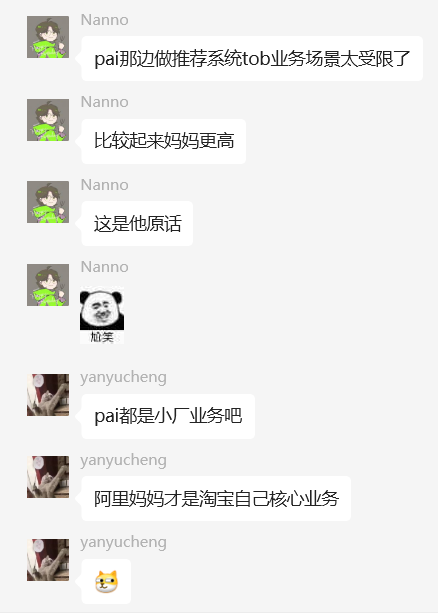 Nanno
pai那边做推荐系统tob业务场景太受限了
Nanno
比较起来妈妈更高
Nanno
这是他原话
Nanno
尬笑
yanyucheng
pai都是小厂业务吧
yanyucheng
阿里妈妈才是淘宝自己核心业务
yanyucheng